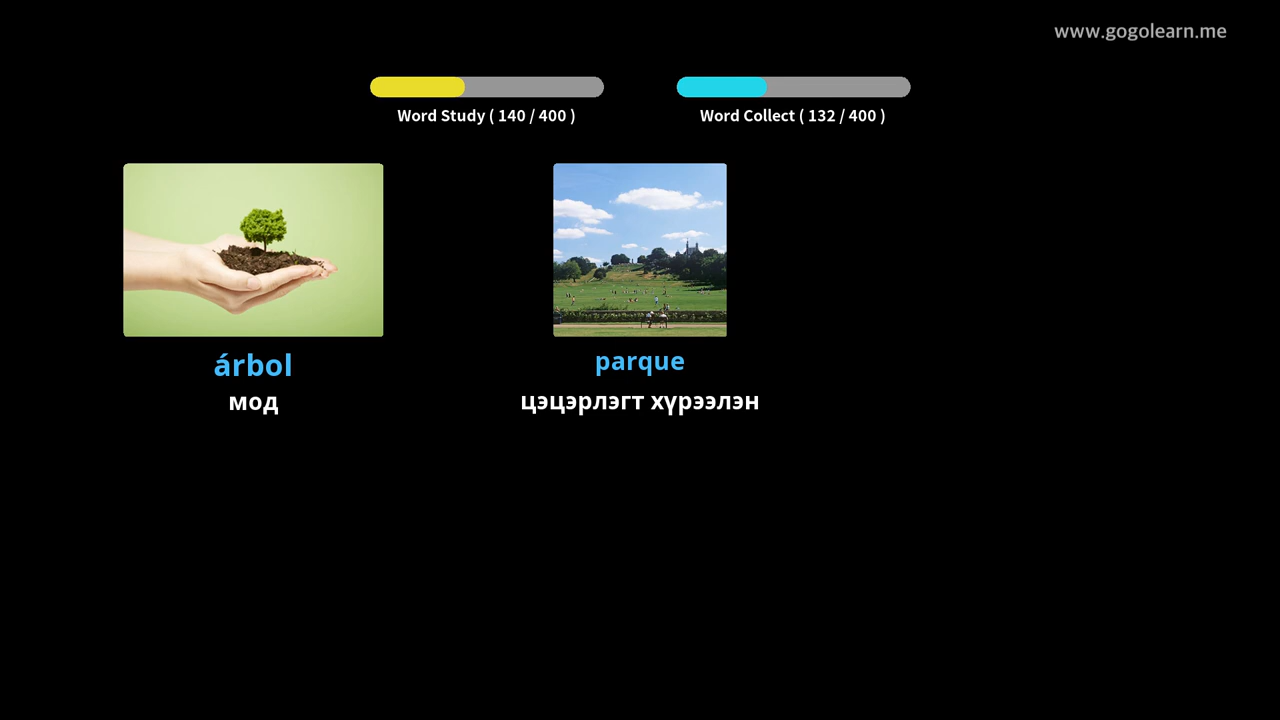 www.gogolearn.me
Word Study ( 140 / 400 )
Word Collect ( 132 / 400 )
árbol
мод
parque
цэцэрлэгт хүрээлэн